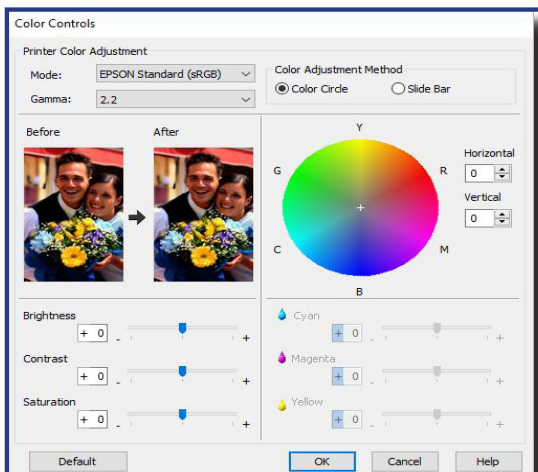 Color Controls
Printer Color Adjustment
Mode: EPSON Standard (sRGB)
Gamma: 2.2
Color Adjustment Method
Color Circle Slide Bar
Before After
Y
G R
C M
B
Horizontal
0
Vertical
0
Brightness
+ 0 - +
Contrast
+ 0 - +
Saturation
+ 0 - +
Cyan
+ 0 - +
Magenta
+ 0 - +
Yellow
+ 0 - +
Default OK Cancel Help